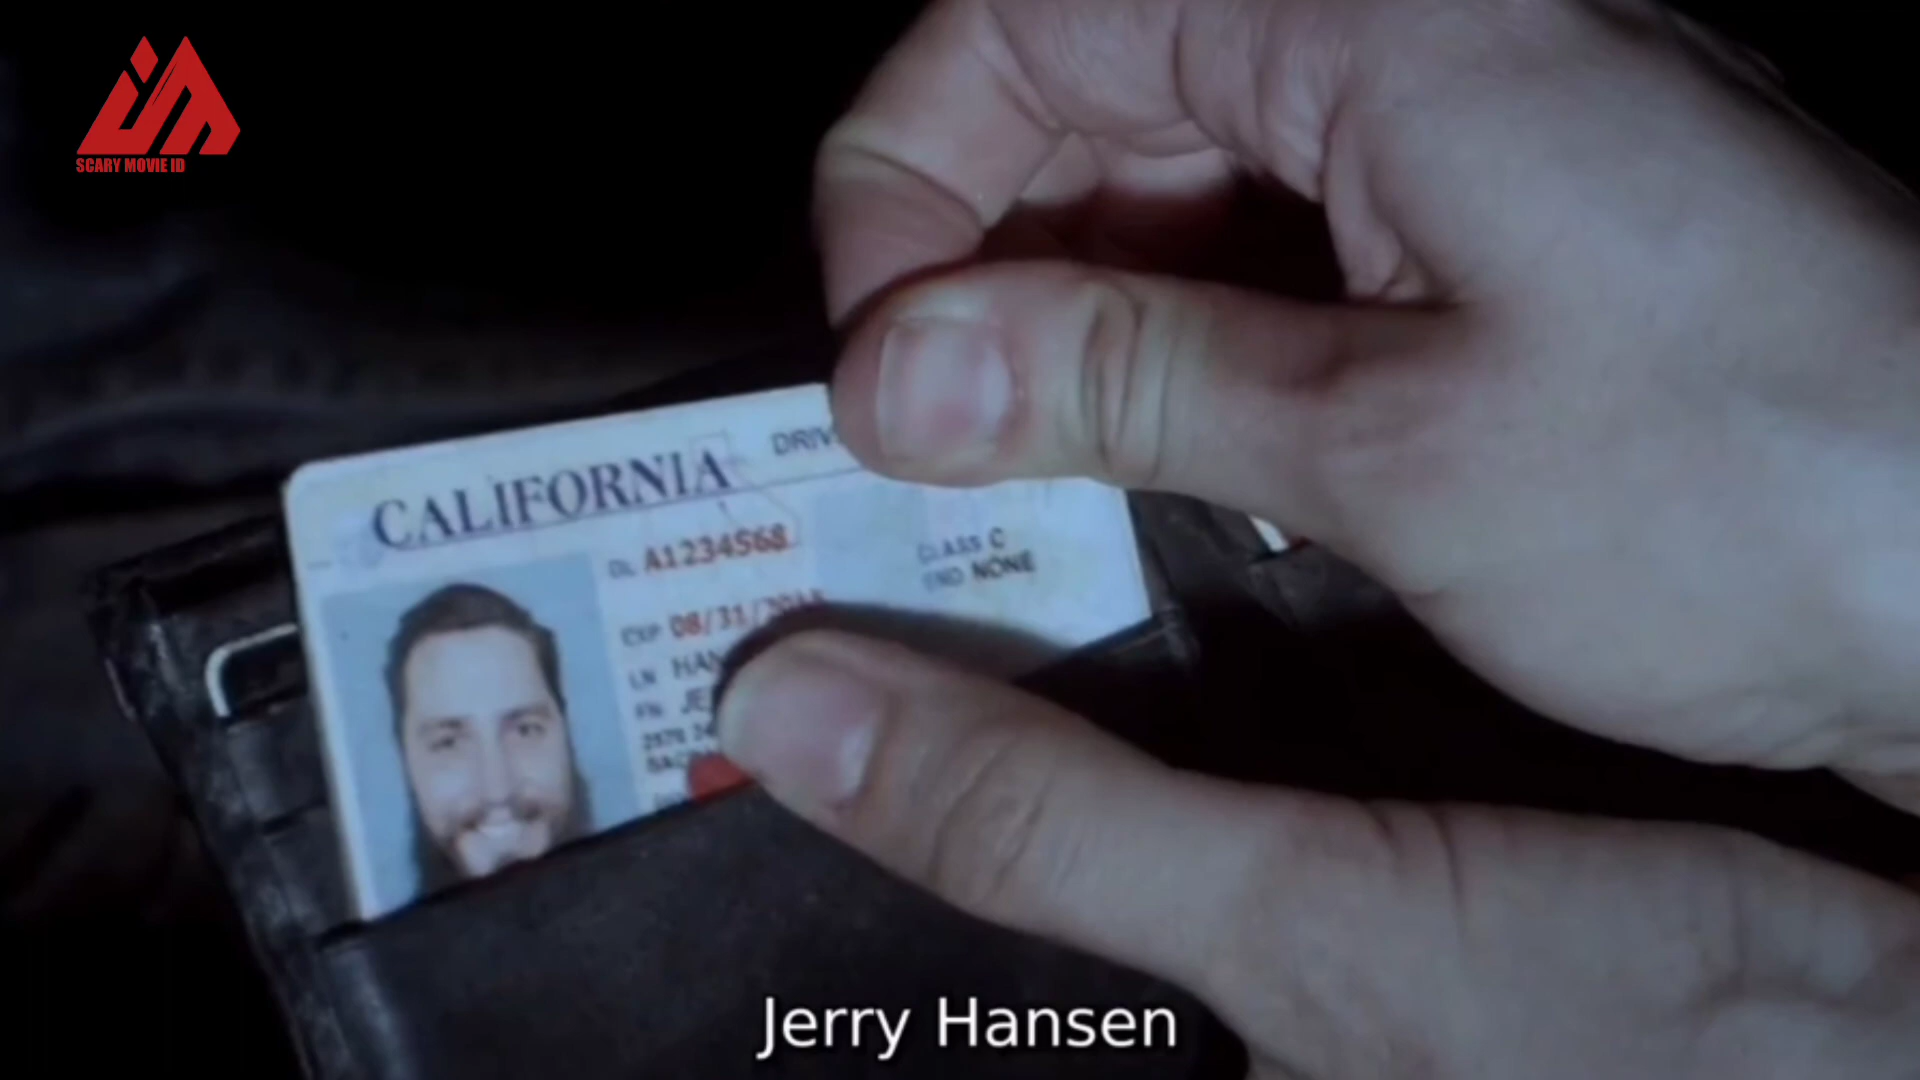 SCARY MOVIE ID
CALIFORNIA DRIV
DL A1234568
CLASS C
END NONE
EXP 08/31/2015
LN HAN
FN JE
Jerry Hansen